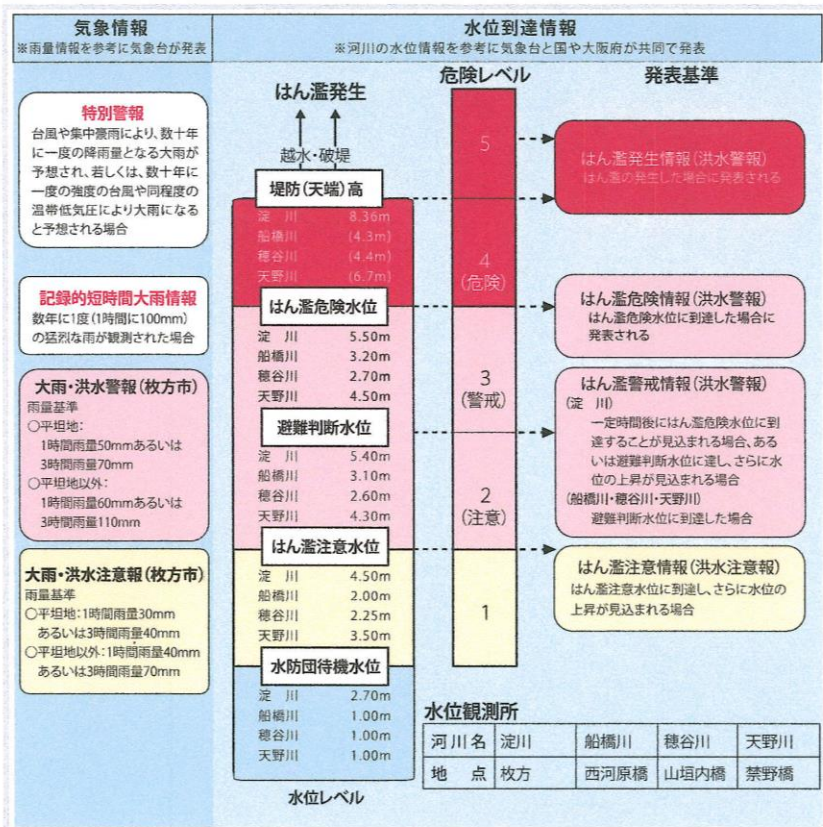 気象情報
※雨量情報を参考に気象台が発表
水位到達情報
※河川の水位情報を参考に気象台と国や大阪府が共同で発表
特別警報
台風や集中豪雨により、数十年
に一度の降雨量となる大雨が
予想され、若しくは、数十年に
一度の強度の台風や同程度の
温帯低気圧により大雨になる
と予想される場合
記録的短時間大雨情報
数年に1度(1時間に100mm)
の猛烈な雨が観測された場合
大雨・洪水警報(枚方市)
雨量基準
○平坦地:
1時間雨量50mmあるいは
3時間雨量70mm
○平坦地以外:
1時間雨量60mmあるいは
3時間雨量110mm
大雨・洪水注意報(枚方市)
雨量基準
○平坦地:1時間雨量30mm
あるいは3時間雨量40mm
○平坦地以外:1時間雨量40mm
あるいは3時間雨量70mm
はん濫発生
越水・破堤
堤防(天端)高
淀 川 8.36m
船橋川 (4.3m)
穂谷川 (4.4m)
天野川 (6.7m)
はん濫危険水位
淀 川 5.50m
船橋川 3.20m
穂谷川 2.70m
天野川 4.50m
避難判断水位
淀 川 5.40m
船橋川 3.10m
穂谷川 2.60m
天野川 4.30m
はん濫注意水位
淀 川 4.50m
船橋川 2.00m
穂谷川 2.25m
天野川 3.50m
水防団待機水位
淀 川 2.70m
船橋川 1.00m
穂谷川 1.00m
天野川 1.00m
水位レベル
危険レベル
5
4
(危険)
3
(警戒)
2
(注意)
1
発表基準
はん濫発生情報(洪水警報)
はん濫の発生した場合に発表される
はん濫危険情報(洪水警報)
はん濫危険水位に到達した場合に
発表される
はん濫警戒情報(洪水警報)
(淀 川)
一定時間後にはん濫危険水位に到
達することが見込まれる場合、ある
いは避難判断水位に達し、さらに水
位の上昇が見込まれる場合
(船橋川・穂谷川・天野川)
避難判断水位に到達した場合
はん濫注意情報(洪水注意報)
はん濫注意水位に到達し、さらに水位の
上昇が見込まれる場合
水位観測所
河川名 淀川 船橋川 穂谷川 天野川
地 点 枚方 西河原橋 山垣内橋 禁野橋